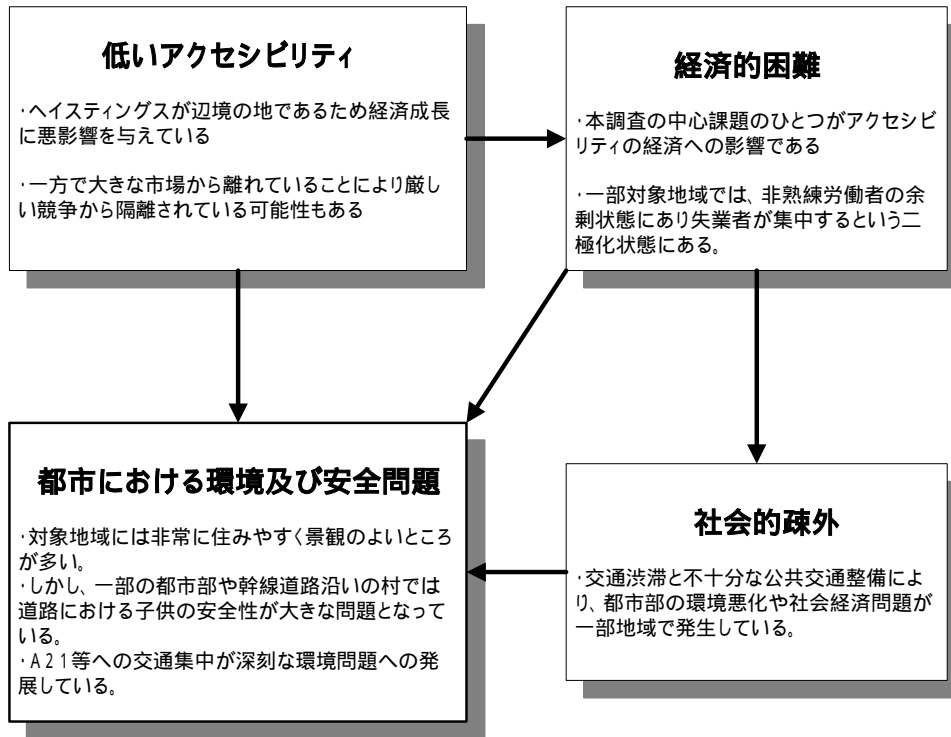 低いアクセシビリティ
・ヘイスティングスが辺境の地であるため経済成長
に悪影響を与えている
・一方で大きな市場から離れていることにより厳し
い競争から隔離されている可能性もある
経済的困難
・本調査の中心課題のひとつがアクセシビ
リティの経済への影響である
・一部対象地域では、非熟練労働者の余
剰状態にあり失業者が集中するという二
極化状態にある。
都市における環境及び安全問題
・対象地域には非常に住みやすく景観のよいところ
が多い。
・しかし、一部の都市部や幹線道路沿いの村では
道路における子供の安全性が大きな問題となって
いる。
・A21等への交通集中が深刻な環境問題への発
展している。
社会的疎外
・交通渋滞と不十分な公共交通整備によ
り、都市部の環境悪化や社会経済問題が
一部地域で発生している。